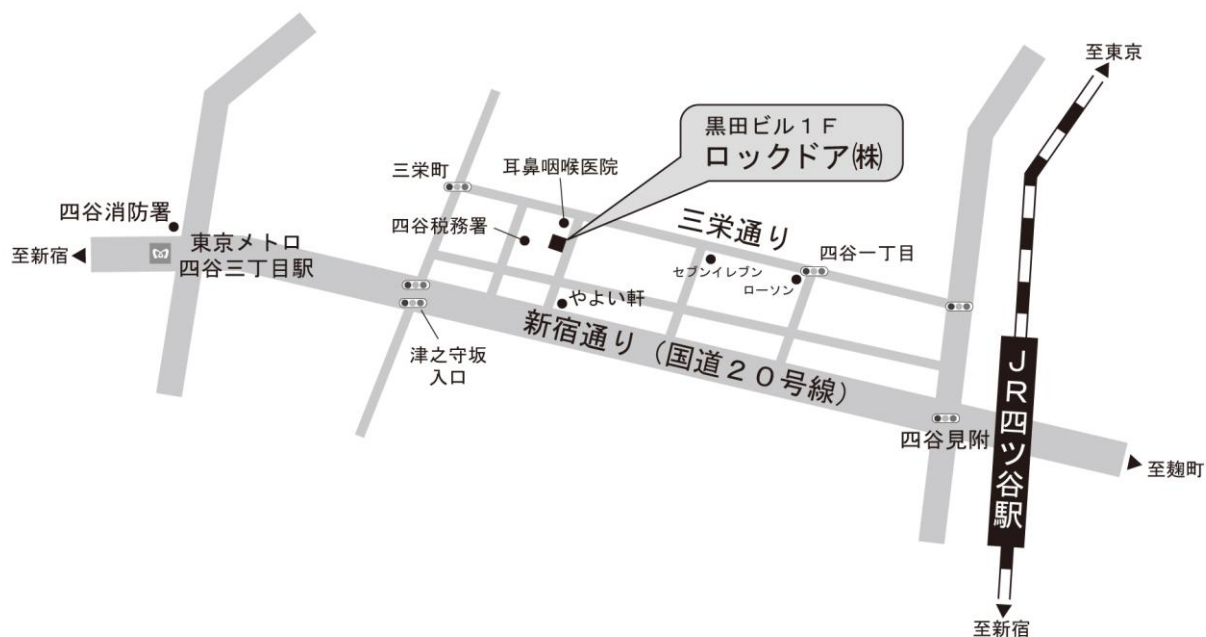 至東京
黒田ビル１Ｆ
ロックドア㈱
耳鼻咽喉医院
三栄町
四谷消防署
四谷税務署
三栄通り
東京メトロ
四谷三丁目駅
至新宿
四谷一丁目
セブンイレブン
ローソン
やよい軒
新宿通り（国道２０号線）
津之守坂
入口
ＪＲ四ツ谷駅
四谷見附
至麹町
至新宿